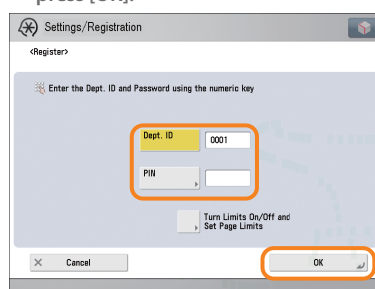 press [OK].
Settings/Registration
<Register>
Enter the Dept. ID and Password using the numeric key
Dept. ID
0001
PIN
Turn Limits On/Off and
Set Page Limits
Cancel
OK